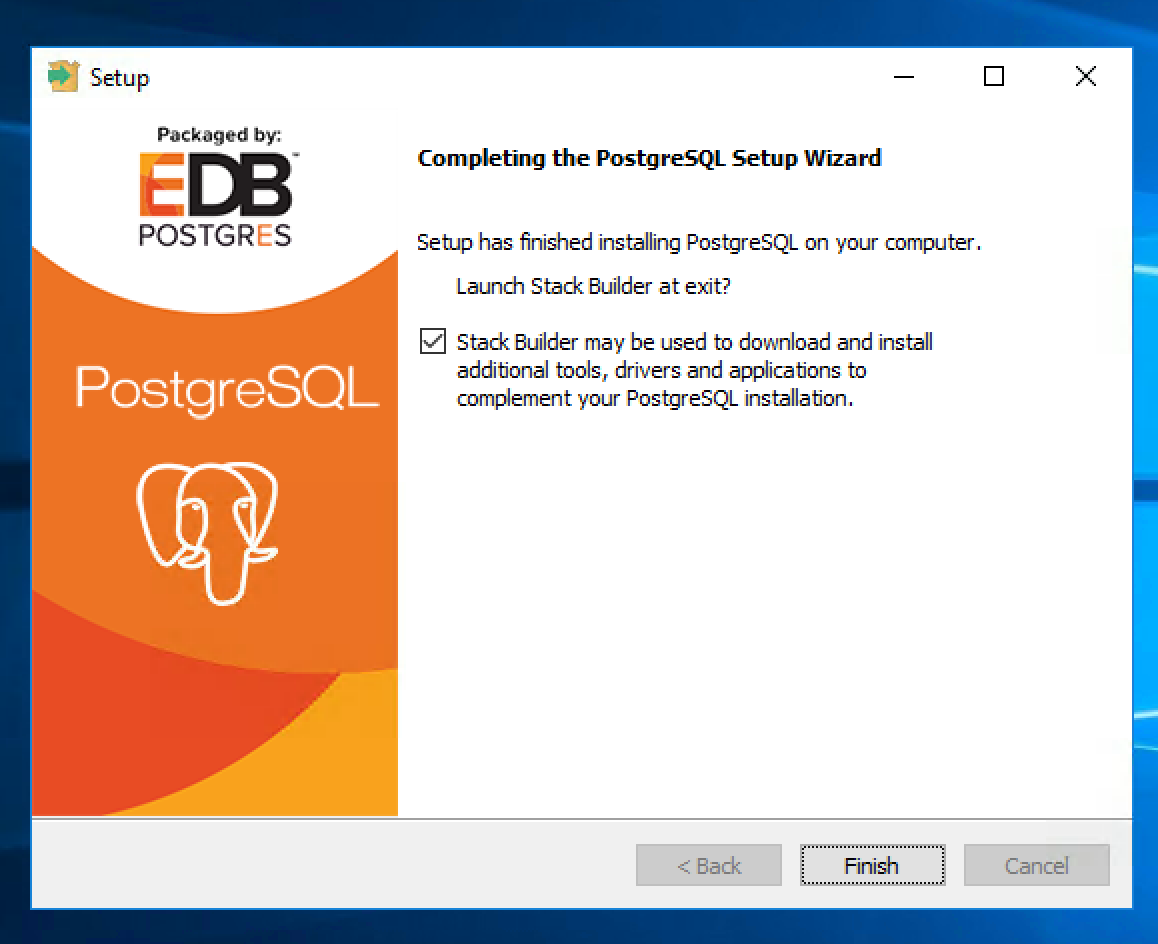 Setup
Packaged by:
EDB™
POSTGRES
PostgreSQL
Completing the PostgreSQL Setup Wizard
Setup has finished installing PostgreSQL on your computer.
Launch Stack Builder at exit?
Stack Builder may be used to download and install
additional tools, drivers and applications to
complement your PostgreSQL installation.
< Back
Finish
Cancel